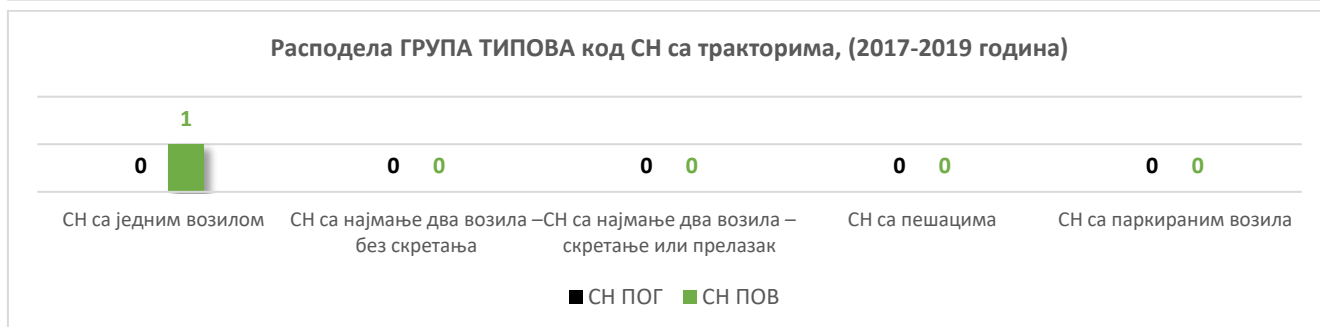 Расподела ГРУПА ТИПОВА код СН са тракторима, (2017-2019 година)
1
0 0 0 0 0 0 0 0 0
СН са једним возилом СН са најмање два возила – без скретања СН са најмање два возила – скретање или прелазак СН са пешацима СН са паркираним возила
СН ПОГ СН ПОВ